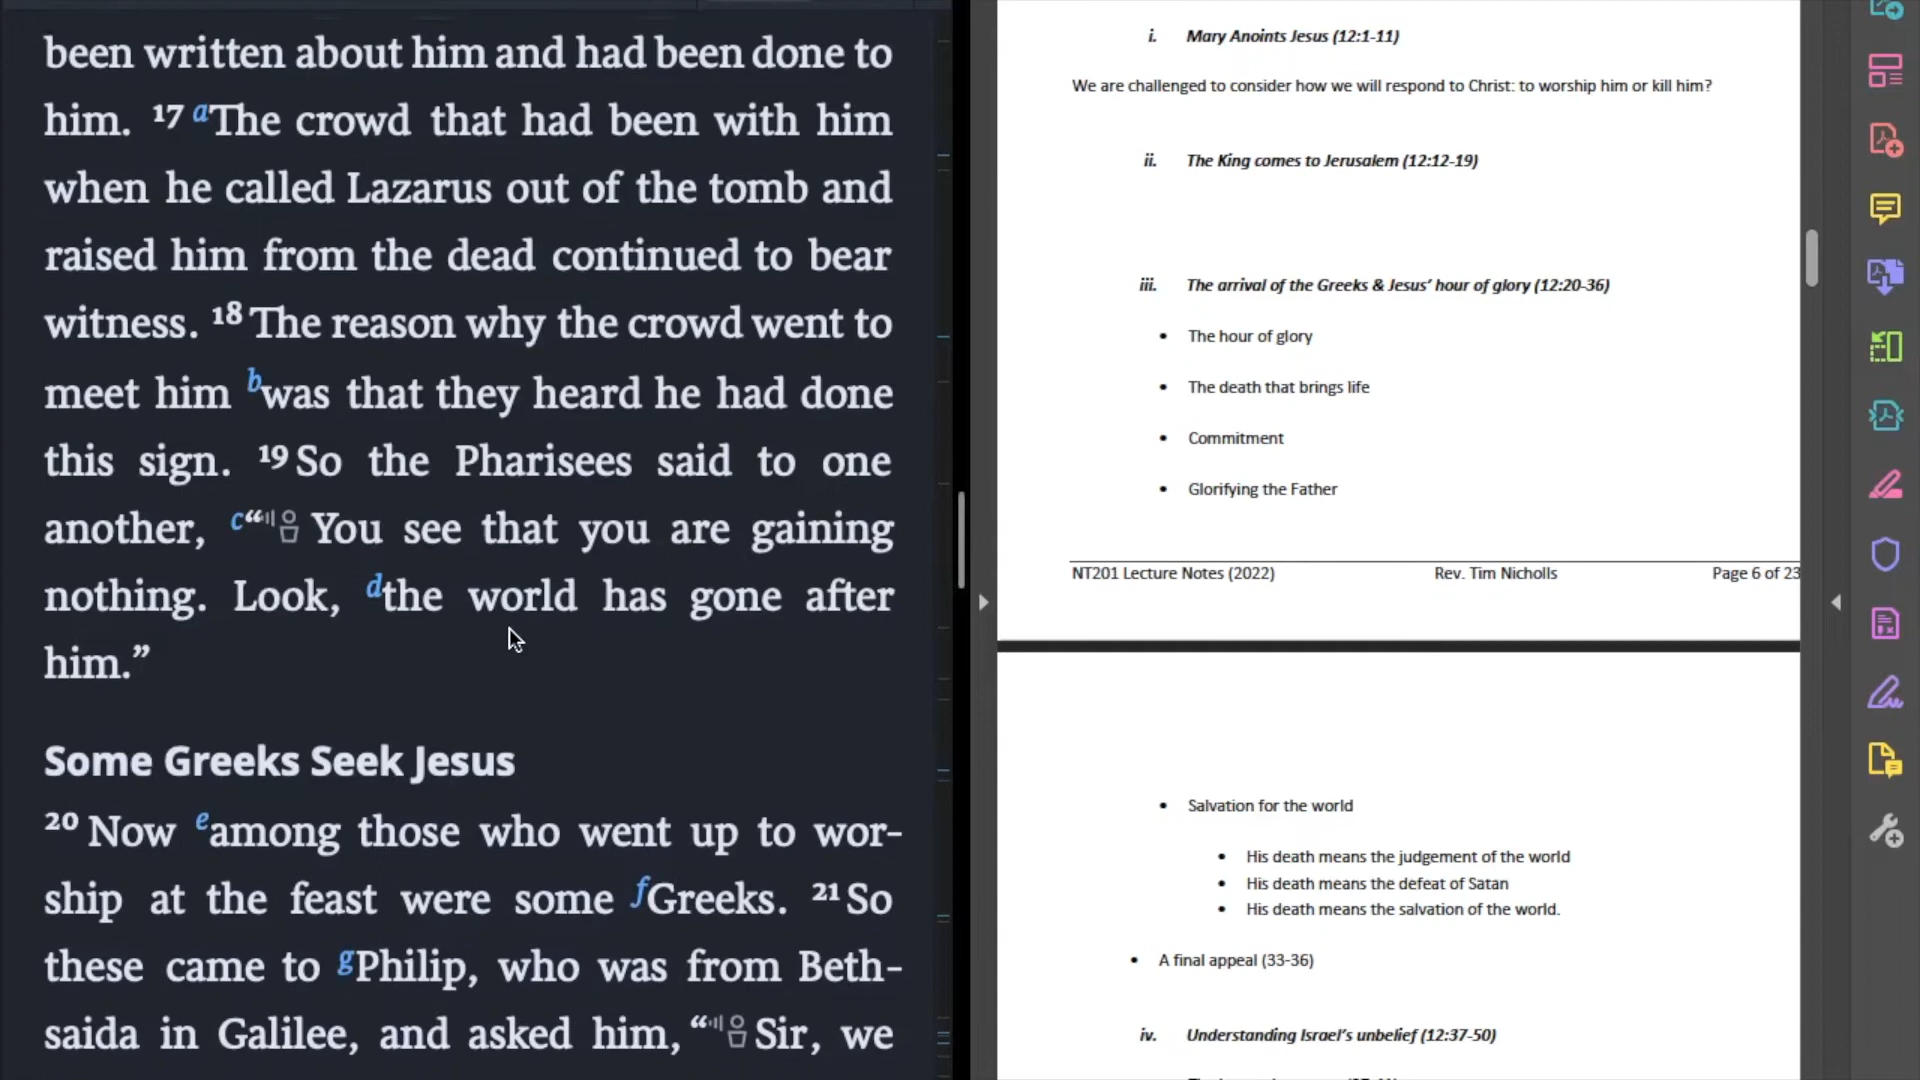 been written about him and had been done to
him. 17 aThe crowd that had been with him
when he called Lazarus out of the tomb and
raised him from the dead continued to bear
witness. 18 The reason why the crowd went to
meet him bwas that they heard he had done
this sign. 19 So the Pharisees said to one
another, c“ You see that you are gaining
nothing. Look, dthe world has gone after
him.”
Some Greeks Seek Jesus
20 Now eamong those who went up to wor-
ship at the feast were some fGreeks. 21 So
these came to gPhilip, who was from Beth-
saida in Galilee, and asked him, “ Sir, we
i. Mary Anoints Jesus (12:1-11)
We are challenged to consider how we will respond to Christ: to worship him or kill him?
ii. The King comes to Jerusalem (12:12-19)
iii. The arrival of the Greeks & Jesus’ hour of glory (12:20-36)
• The hour of glory
• The death that brings life
• Commitment
• Glorifying the Father
NT201 Lecture Notes (2022) Rev. Tim Nicholls Page 6 of 23
• Salvation for the world
• His death means the judgement of the world
• His death means the defeat of Satan
• His death means the salvation of the world.
• A final appeal (33-36)
iv. Understanding Israel’s unbelief (12:37-50)